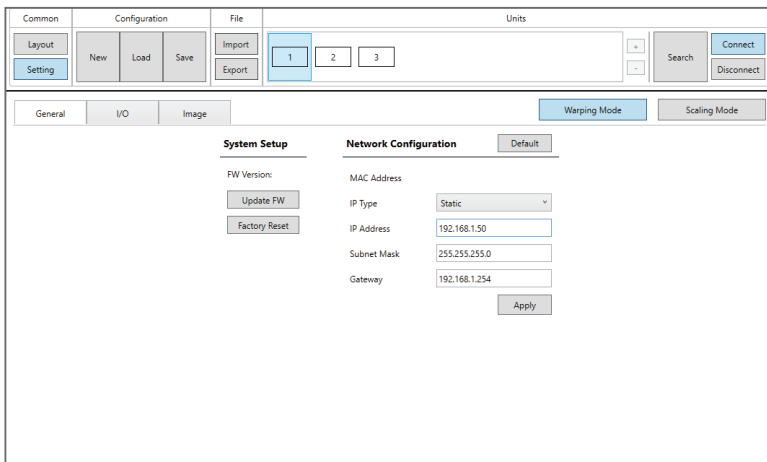 Common Configuration File Units
Layout New Load Save Import 1 2 3 + Search Connect
Setting Export - Disconnect
General I/O Image Warping Mode Scaling Mode
System Setup Network Configuration Default
FW Version: MAC Address
Update FW IP Type Static
Factory Reset IP Address 192.168.1.50
Subnet Mask 255.255.255.0
Gateway 192.168.1.254
Apply